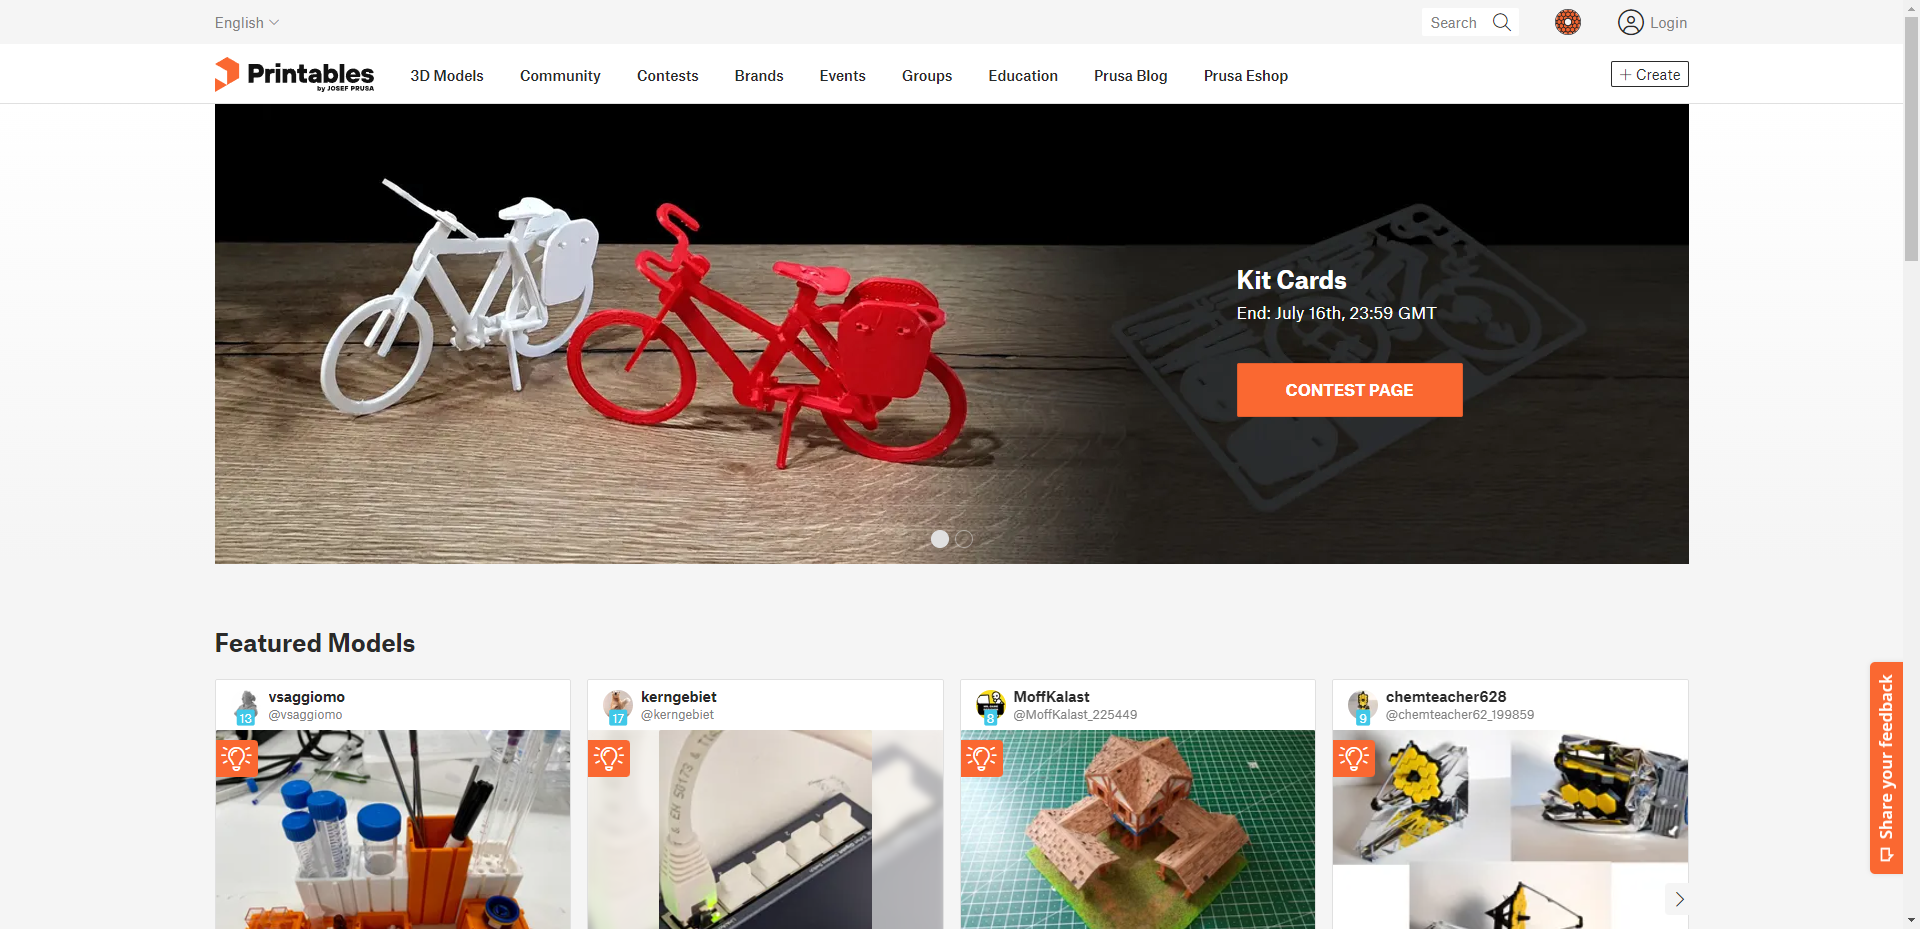 English
Search
Login
Printables
by JOSEF PRUSA
3D Models
Community
Contests
Brands
Events
Groups
Education
Prusa Blog
Prusa Eshop
+ Create
Kit Cards
End: July 16th, 23:59 GMT
CONTEST PAGE
Featured Models
vsaggiomo
@vsaggiomo
13
kerngebiet
@kerngebiet
17
MoffKalast
@MoffKalast_225449
8
chemteacher628
@chemteacher62_199859
9
& EN 50173 &
Share your feedback